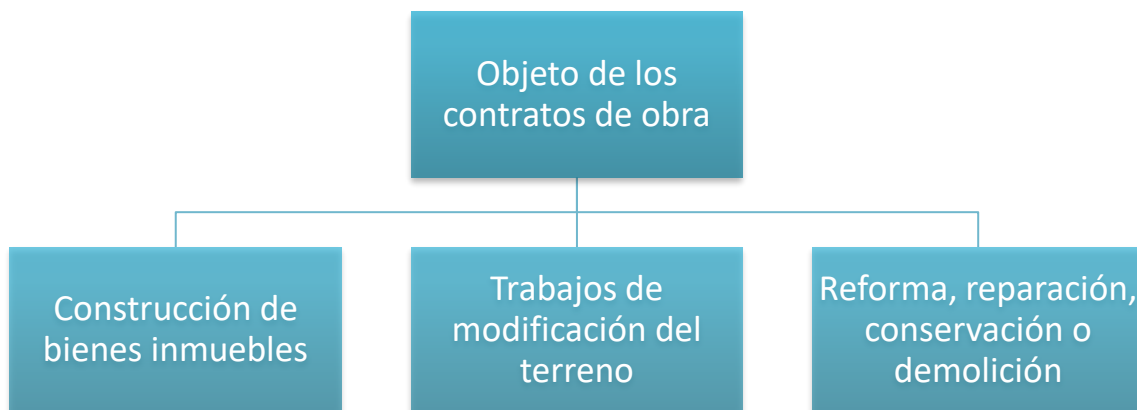 Objeto de los
contratos de obra
Construcción de
bienes inmuebles
Trabajos de
modificación del
terreno
Reforma, reparación,
conservación o
demolición